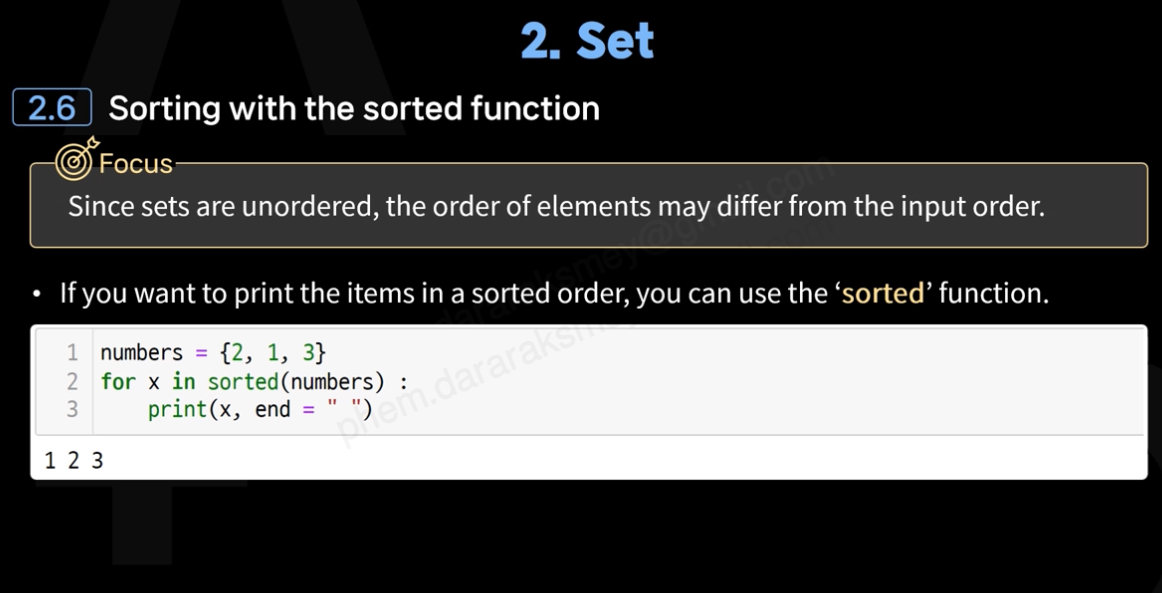 2. Set
2.6 Sorting with the sorted function
Focus
Since sets are unordered, the order of elements may differ from the input order.
• If you want to print the items in a sorted order, you can use the ‘sorted’ function.
1 numbers = {2, 1, 3}
2 for x in sorted(numbers) :
3     print(x, end = " ")
1 2 3